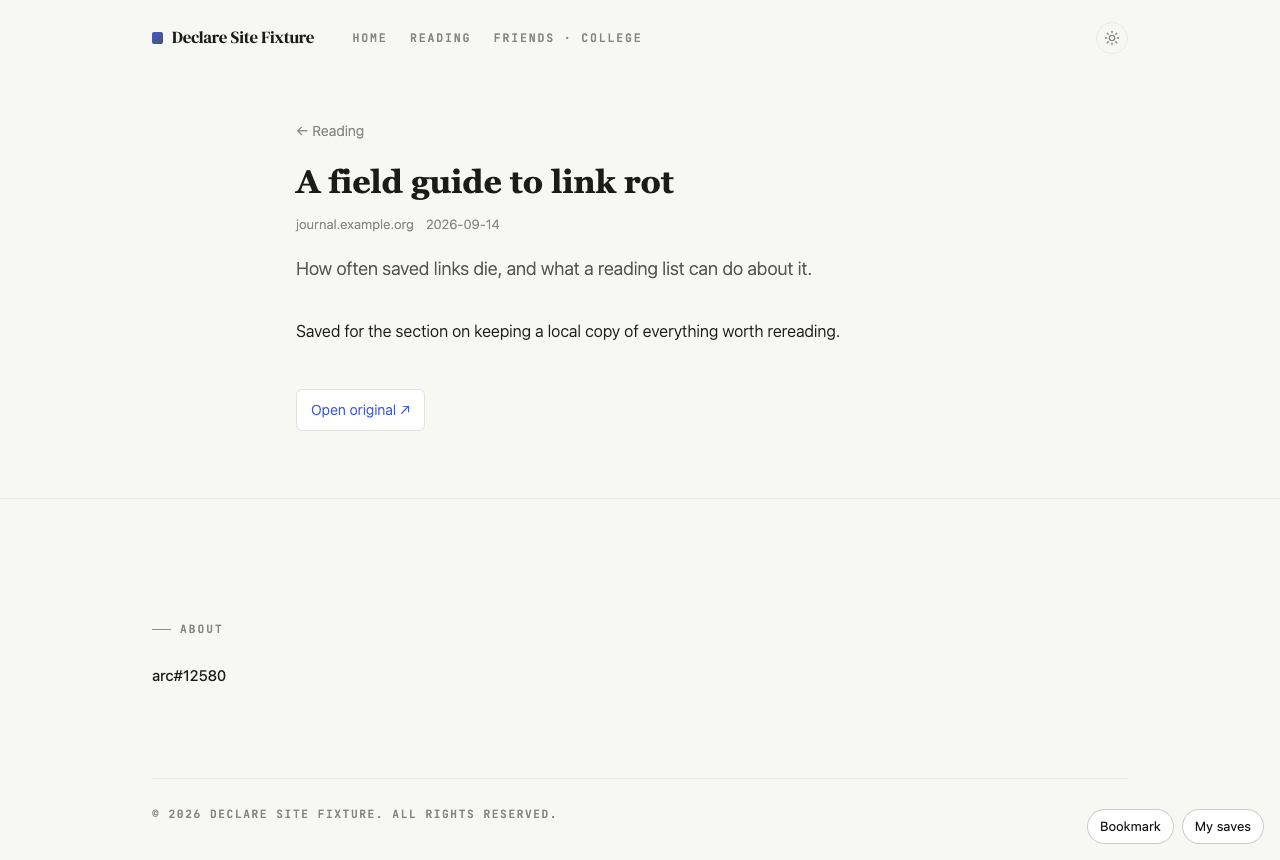 Declare Site Fixture
HOME READING FRIENDS · COLLEGE
← Reading
A field guide to link rot
journal.example.org 2026-09-14
How often saved links die, and what a reading list can do about it.
Saved for the section on keeping a local copy of everything worth rereading.
Open original ↗
ABOUT
arc#12580
© 2026 DECLARE SITE FIXTURE. ALL RIGHTS RESERVED.
Bookmark
My saves